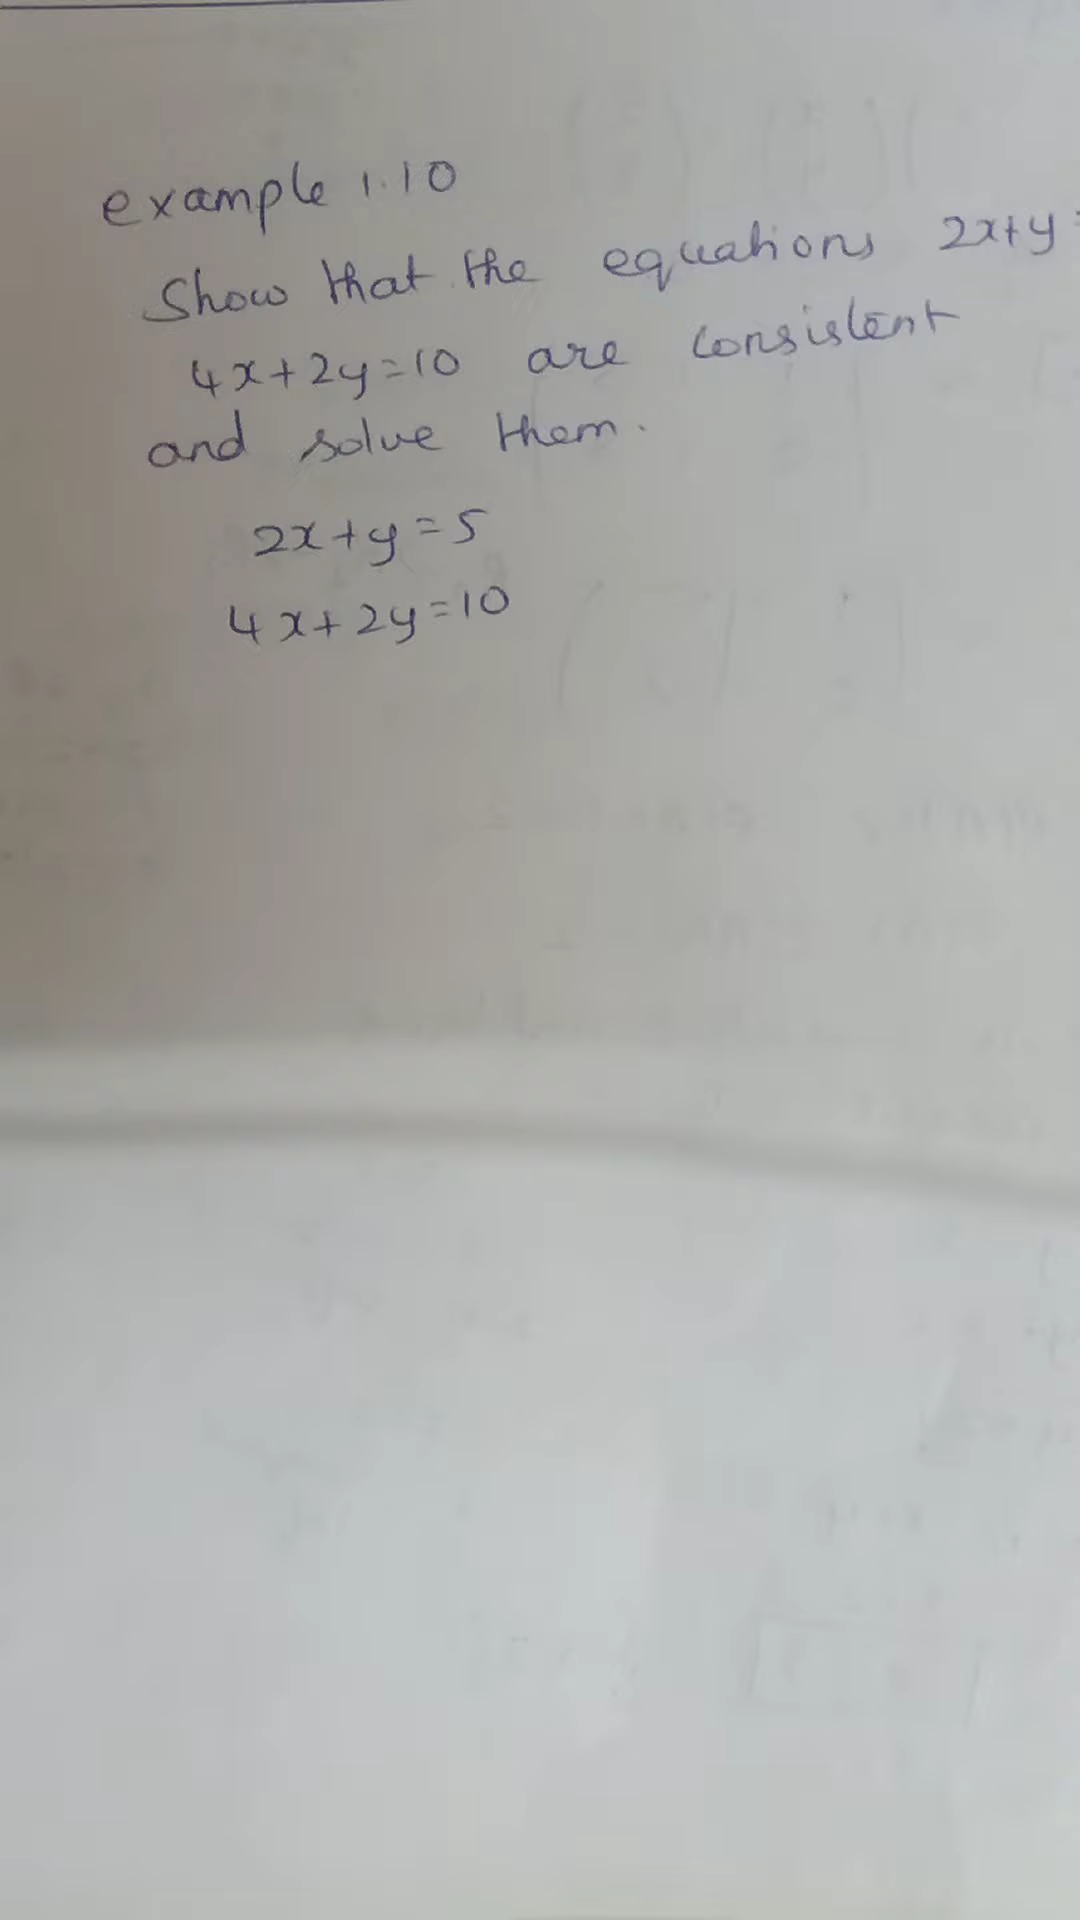 example 1.10
Show that the equations 2x+y=
4x+2y=10 are consistent
and solve them.
2x+y=5
4x+2y=10